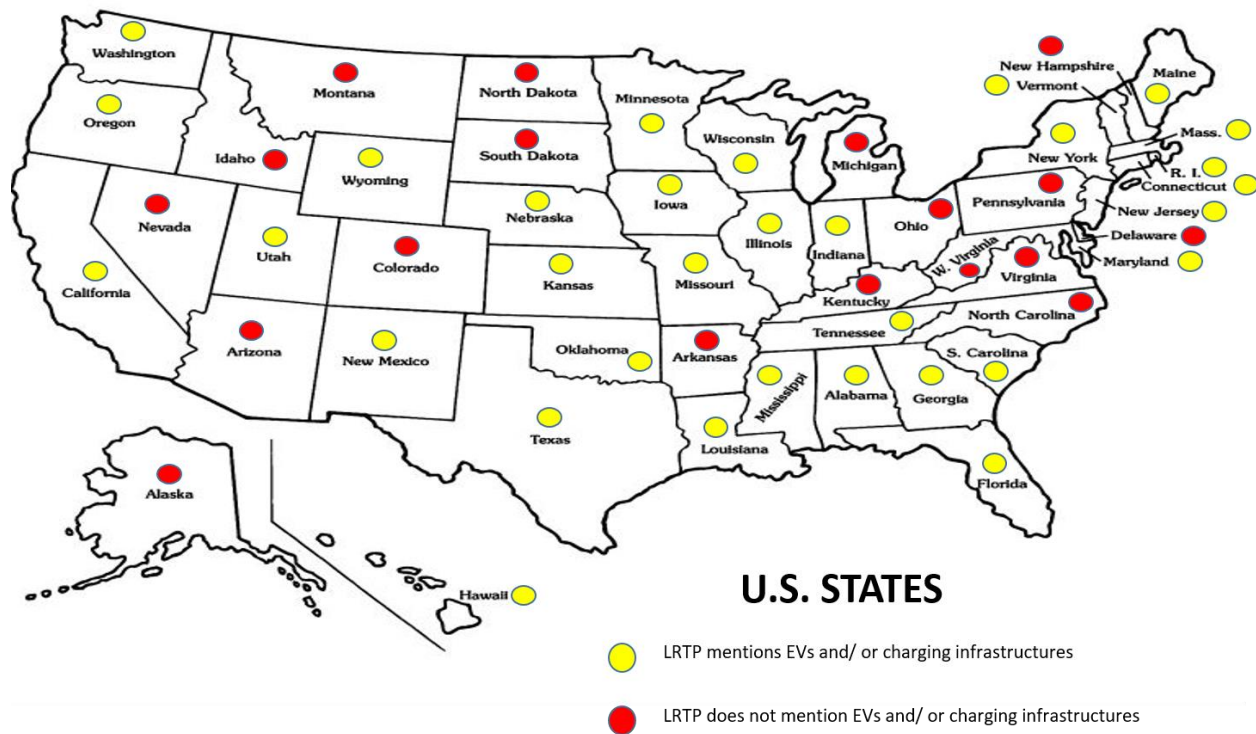 Washington
Montana
North Dakota
Minnesota
New Hampshire
Vermont
Maine
Oregon
Idaho
Wyoming
South Dakota
Wisconsin
Michigan
New York
Mass.
R. I.
Connecticut
Nevada
Utah
Colorado
Nebraska
Iowa
Illinois
Indiana
Ohio
Pennsylvania
New Jersey
Delaware
Maryland
California
Kansas
Missouri
Kentucky
W. Virginia
Virginia
Arizona
New Mexico
Oklahoma
Arkansas
Tennessee
North Carolina
S. Carolina
Texas
Louisiana
Mississippi
Alabama
Georgia
Florida
Alaska
Hawaii
U.S. STATES
LRTP mentions EVs and/ or charging infrastructures
LRTP does not mention EVs and/ or charging infrastructures